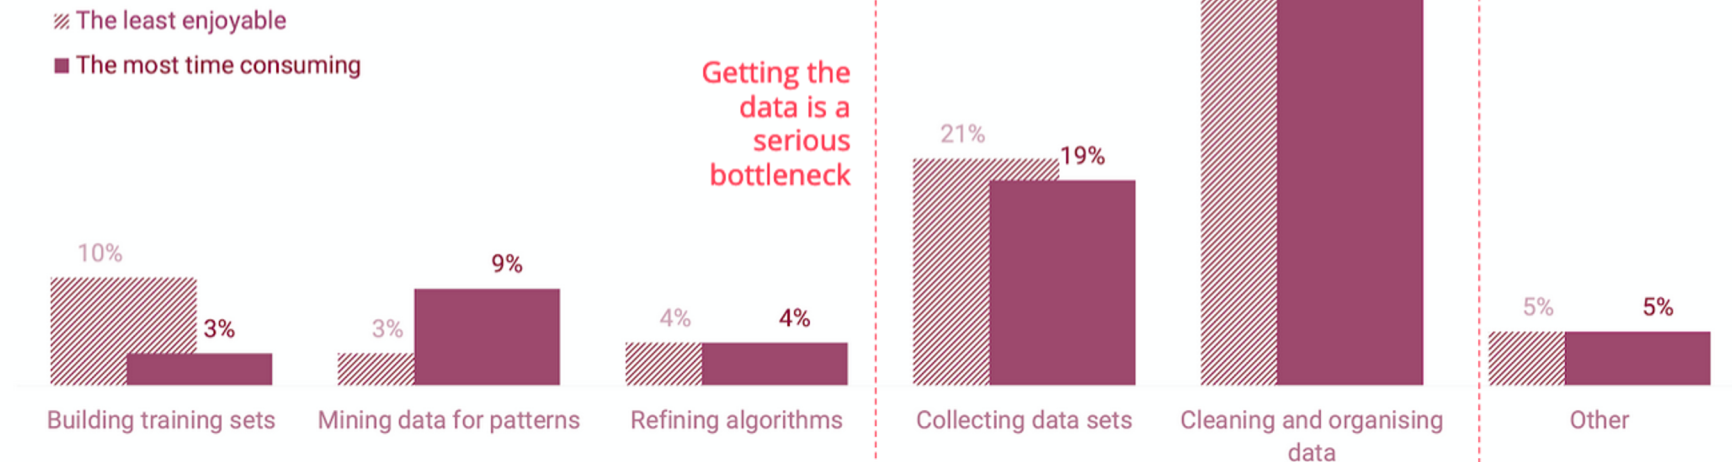 The least enjoyable
The most time consuming
Getting the
data is a
serious
bottleneck
10%
3%
3%
9%
4%
4%
21%
19%
5%
5%
Building training sets
Mining data for patterns
Refining algorithms
Collecting data sets
Cleaning and organising
data
Other